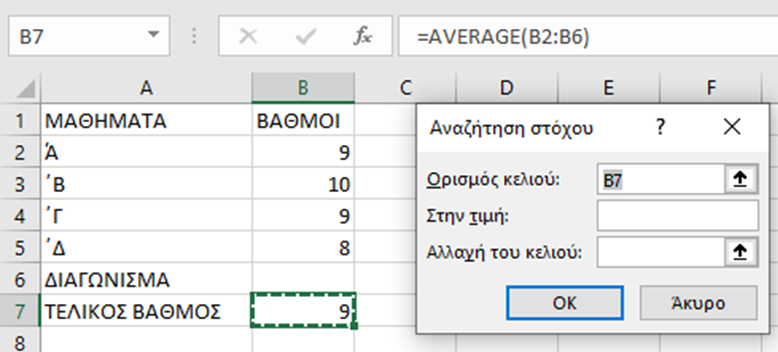 B7 fx =AVERAGE(B2:B6)
A B C D E F
1 ΜΑΘΗΜΑΤΑ ΒΑΘΜΟΙ
2 Ά 9
3 ΄Β 10
4 ΄Γ 9
5 ΄Δ 8
6 ΔΙΑΓΩΝΙΣΜΑ
7 ΤΕΛΙΚΟΣ ΒΑΘΜΟΣ 9
8
Αναζήτηση στόχου ?
Ορισμός κελιού: B7
Στην τιμή:
Αλλαγή του κελιού:
OK Άκυρο